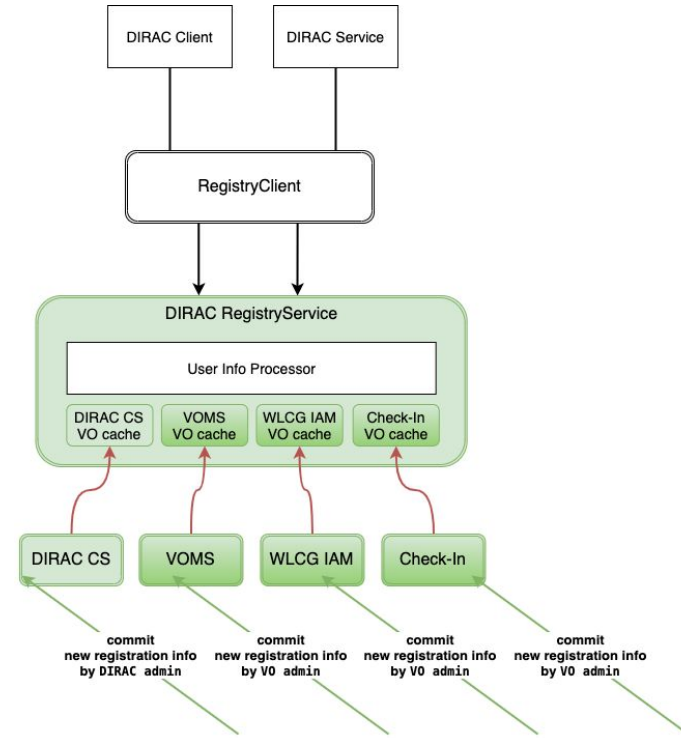 DIRAC Client
DIRAC Service
RegistryClient
DIRAC RegistryService
User Info Processor
DIRAC CS
VO cache
VOMS
VO cache
WLCG IAM
VO cache
Check-In
VO cache
DIRAC CS
VOMS
WLCG IAM
Check-In
commit
new registration info
by DIRAC admin
commit
new registration info
by VO admin
commit
new registration info
by VO admin
commit
new registration info
by VO admin